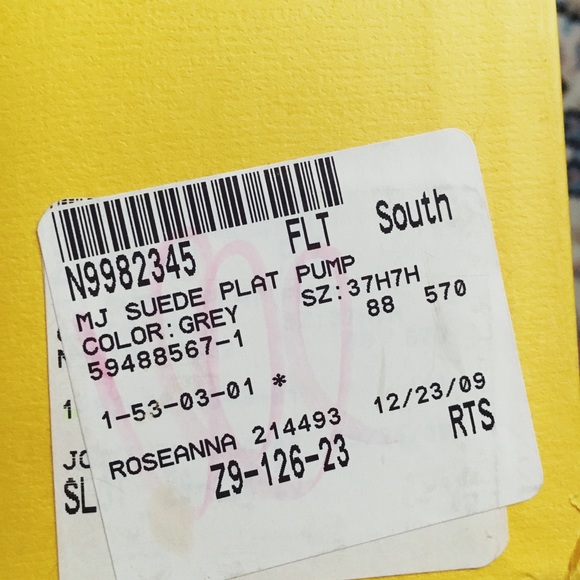 N9982345 FLT South
MJ SUEDE PLAT PUMP
COLOR:GREY SZ:37H7H
59488567-1 88 570
1-53-03-01 *
ROSEANNA 214493 12/23/09
Z9-126-23 RTS
SL